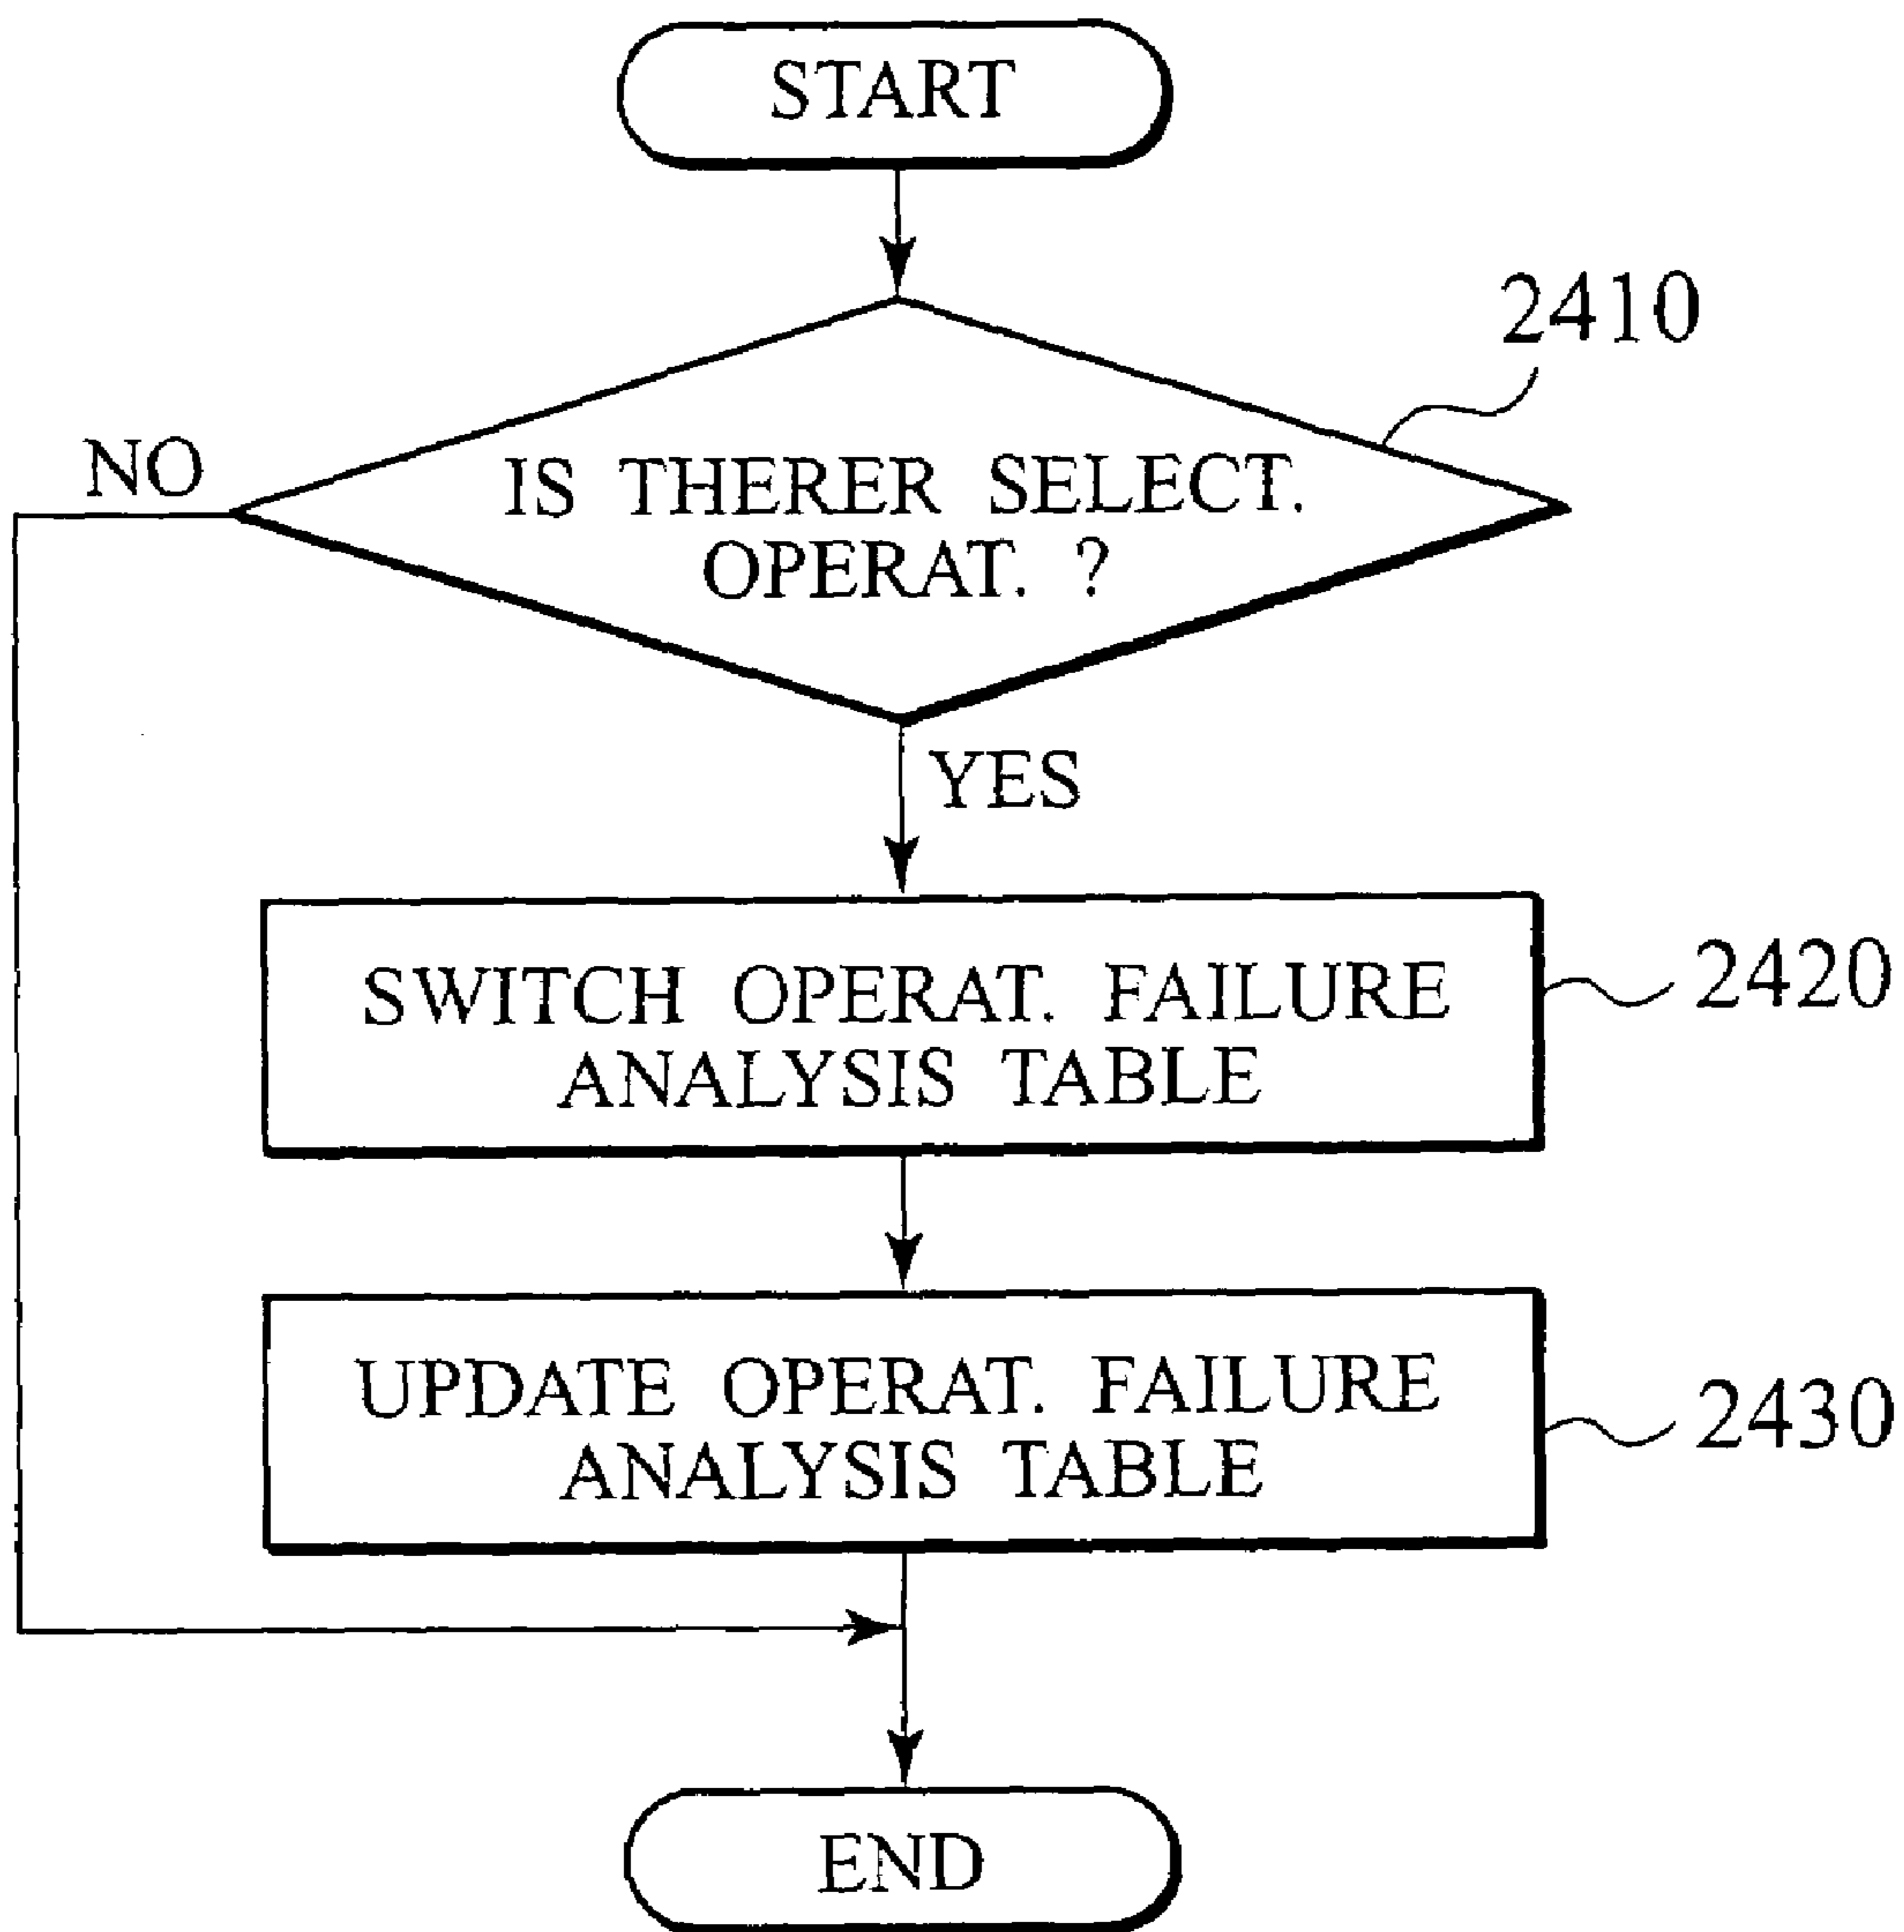 START
2410
NO
IS THERER SELECT.
OPERAT. ?
YES
SWITCH OPERAT. FAILURE
ANALYSIS TABLE
2420
UPDATE OPERAT. FAILURE
ANALYSIS TABLE
2430
END